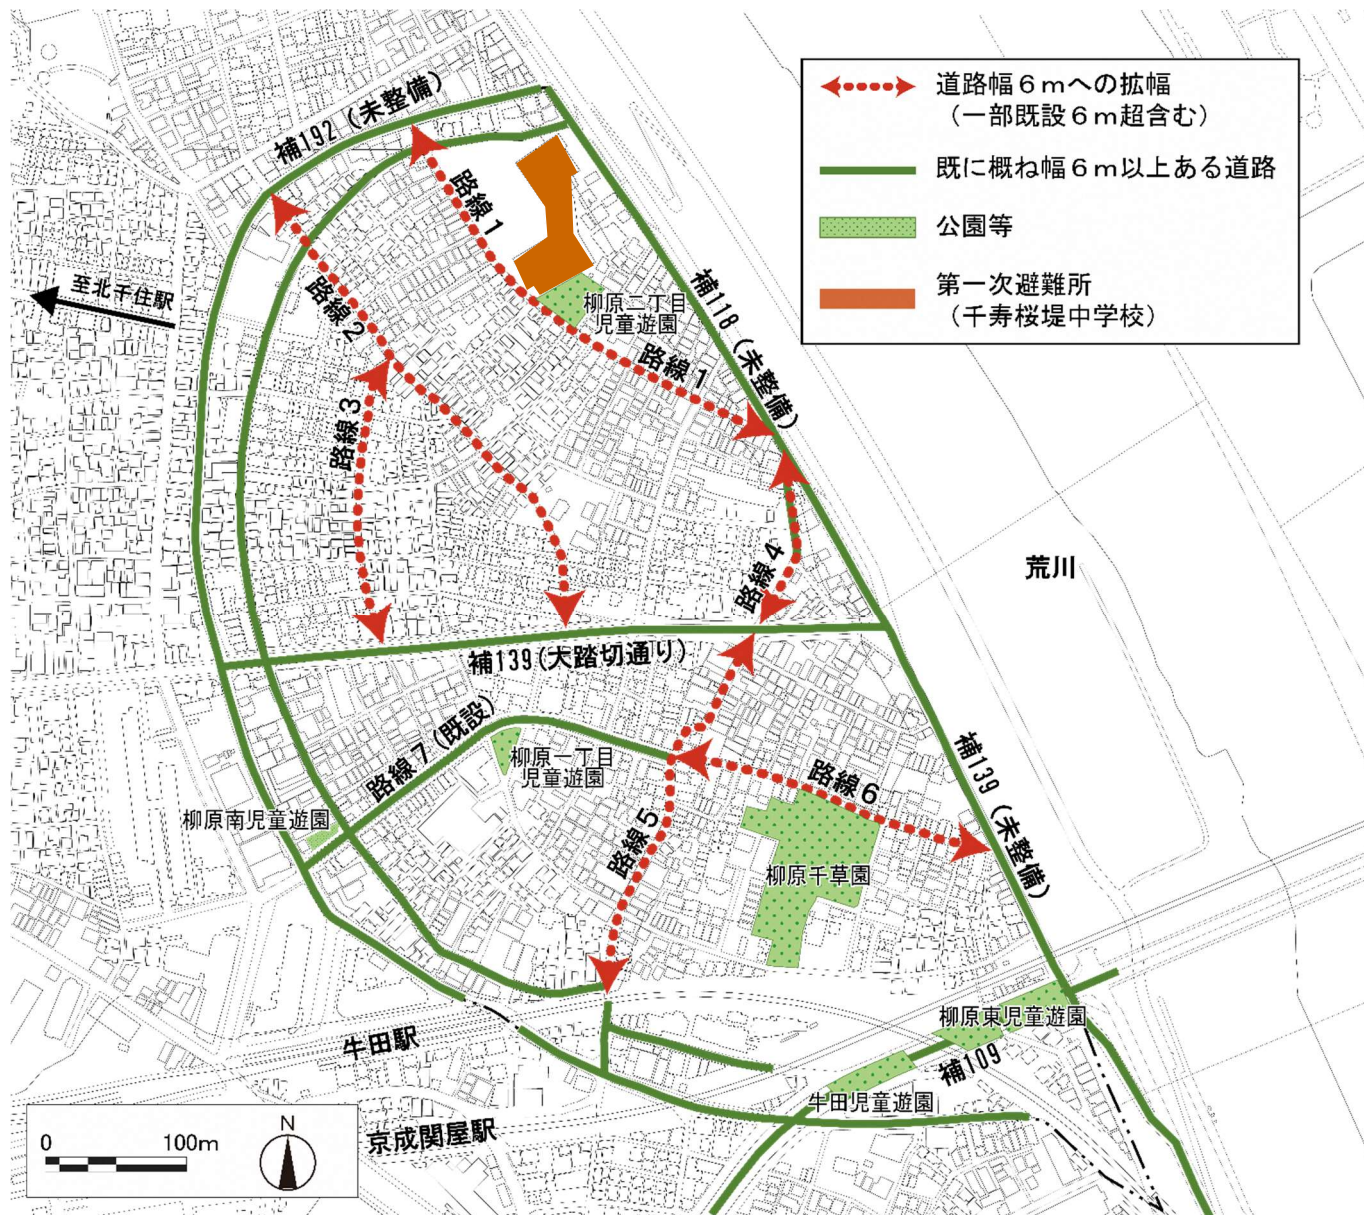 道路幅６ｍへの拡幅
（一部既設６ｍ超含む）
既に概ね幅６ｍ以上ある道路
公園等
第一次避難所
（千寿桜堤中学校）
補192（未整備）
路線１
至北千住駅
路線２
柳原二丁目
児童遊園
補118（未整備）
路線１
路線３
路線４
荒川
補139(大踏切通り)
路線７(既設)
柳原一丁目
児童遊園
路線６
補139（未整備）
柳原南児童遊園
路線５
柳原千草園
柳原東児童遊園
牛田駅
補109
牛田児童遊園
京成関屋駅
0 100m
N